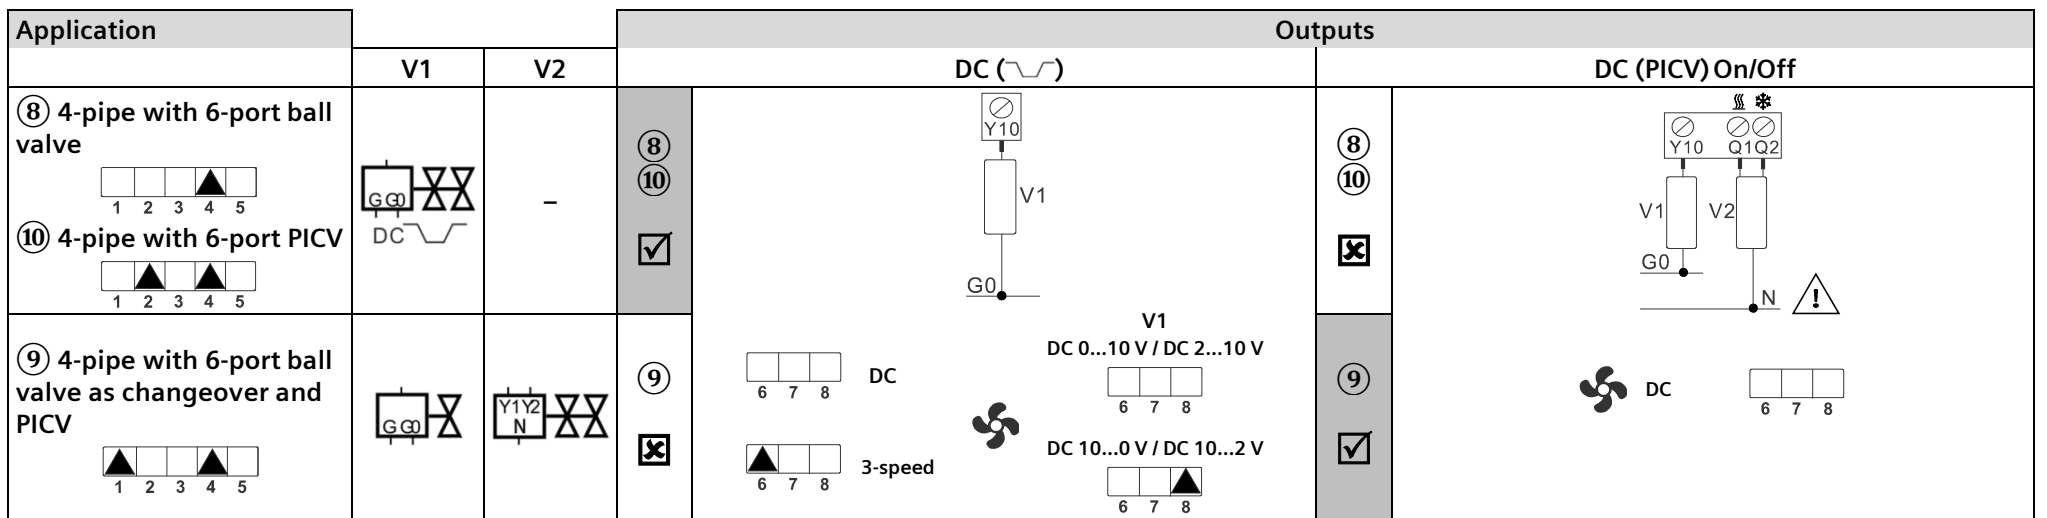 Application
Outputs
V1
V2
DC ( )
DC (PICV) On/Off
⑧ 4-pipe with 6-port ball
valve
1 2 3 4 5
⑩ 4-pipe with 6-port PICV
1 2 3 4 5
G G0
DC
–
⑧
⑩
Y10
V1
G0
⑧
⑩
Y10 Q1 Q2
V1 V2
G0
N
!
⑨ 4-pipe with 6-port ball
valve as changeover and
PICV
1 2 3 4 5
G G0
Y1 Y2
N
⑨
6 7 8
DC
6 7 8
3-speed
V1
DC 0...10 V / DC 2...10 V
6 7 8
DC 10...0 V / DC 10...2 V
6 7 8
⑨
DC
6 7 8